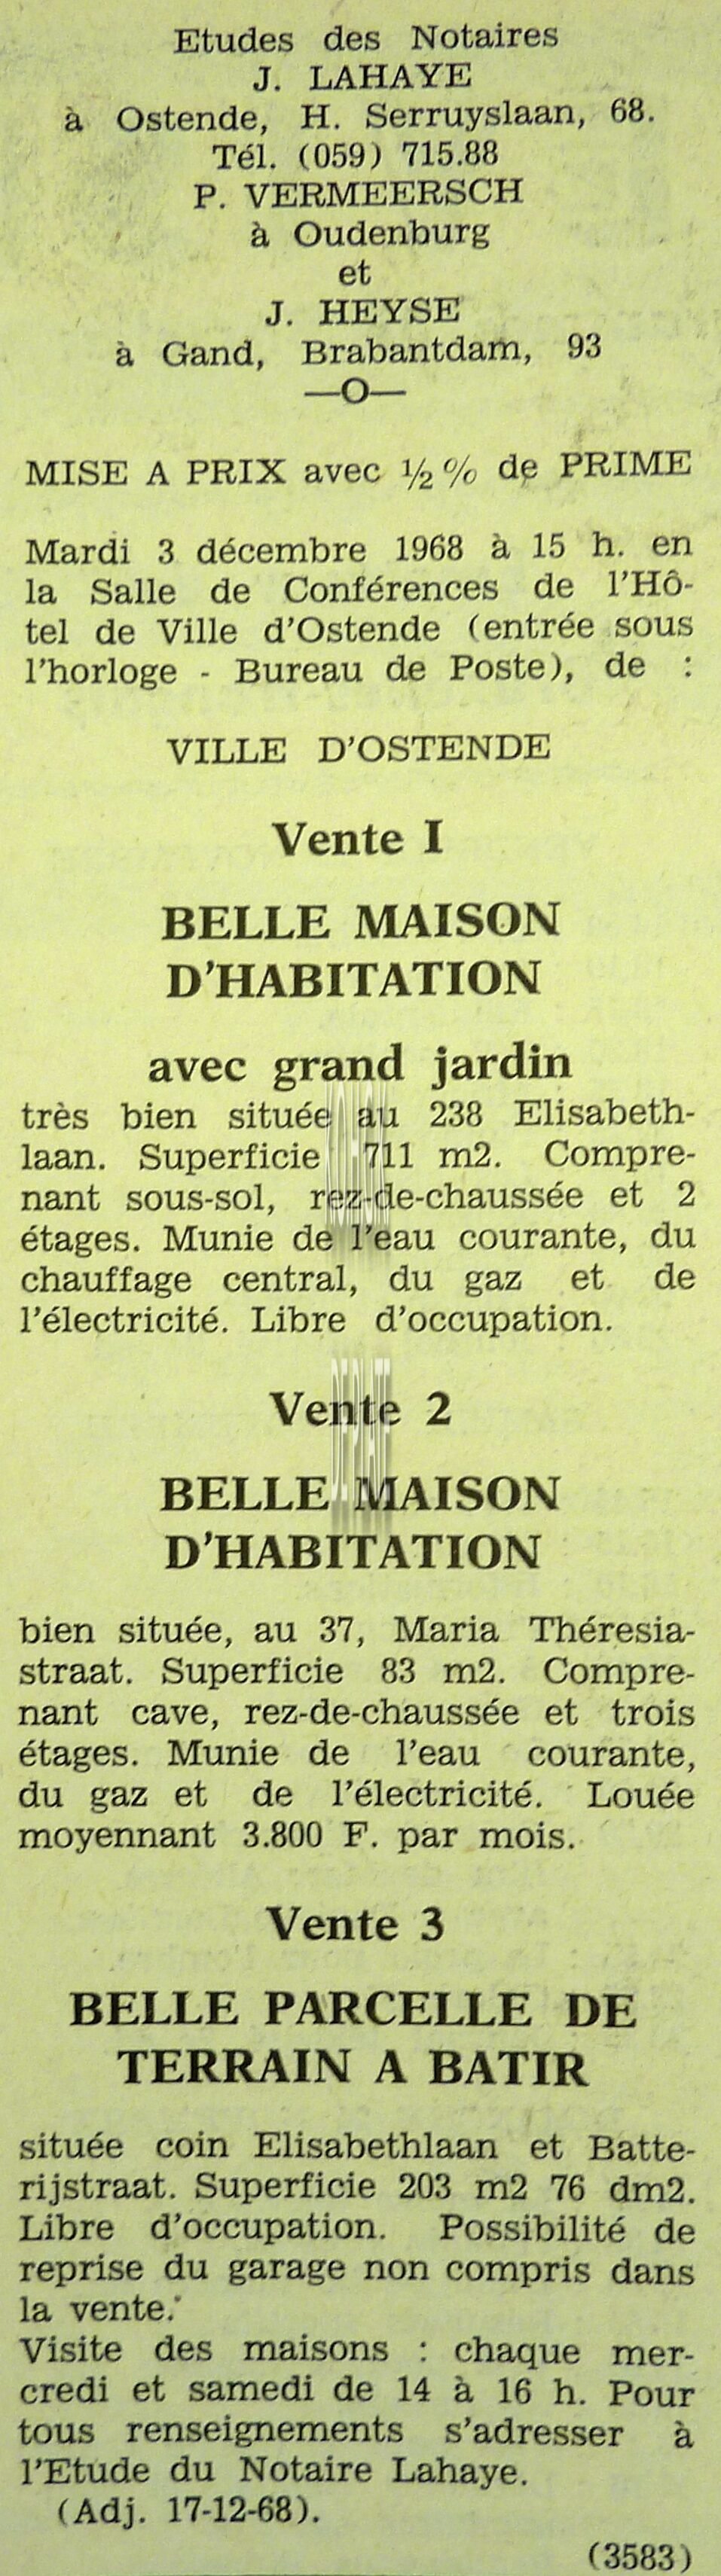 Etudes des Notaires
J. LAHAYE
à Ostende, H. Serruyslaan, 68.
Tél. (059) 715.88
P. VERMEERSCH
à Oudenburg
et
J. HEYSE
à Gand, Brabantdam, 93
—O—
MISE A PRIX avec ½ % de PRIME
Mardi 3 décembre 1968 à 15 h. en
la Salle de Conférences de l'Hô-
tel de Ville d'Ostende (entrée sous
l'horloge - Bureau de Poste), de :
VILLE D'OSTENDE
Vente I
BELLE MAISON
D'HABITATION
avec grand jardin
très bien située au 238 Elisabeth-
laan. Superficie 711 m2. Compre-
nant sous-sol, rez-de-chaussée et 2
étages. Munie de l'eau courante, du
chauffage central, du gaz et de
l'électricité. Libre d'occupation.
Vente 2
BELLE MAISON
D'HABITATION
bien située, au 37, Maria Thérésia-
straat. Superficie 83 m2. Compre-
nant cave, rez-de-chaussée et trois
étages. Munie de l'eau courante,
du gaz et de l'électricité. Louée
moyennant 3.800 F. par mois.
Vente 3
BELLE PARCELLE DE
TERRAIN A BATIR
située coin Elisabethlaan et Batte-
rijstraat. Superficie 203 m2 76 dm2.
Libre d'occupation. Possibilité de
reprise du garage non compris dans
la vente.
Visite des maisons : chaque mer-
credi et samedi de 14 à 16 h. Pour
tous renseignements s'adresser à
l'Etude du Notaire Lahaye.
(Adj. 17-12-68).
(3583)